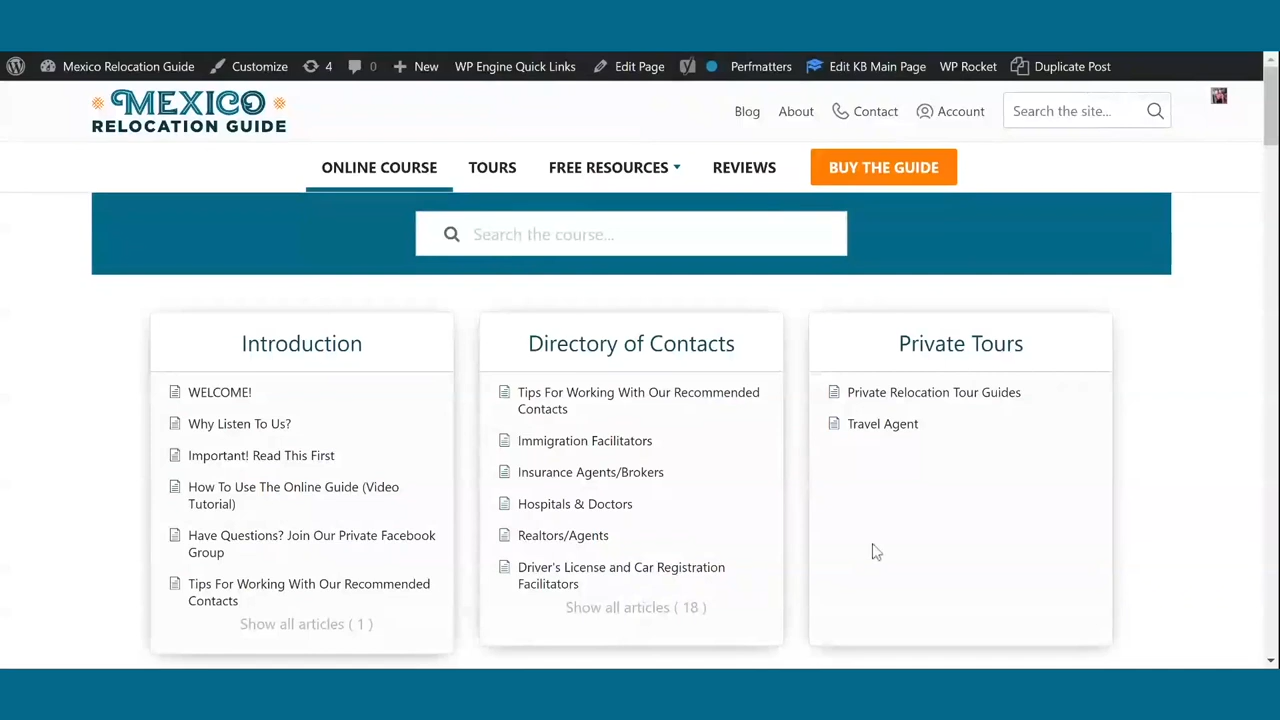 Mexico Relocation Guide Customize 4 0 New WP Engine Quick Links Edit Page Perfmatters Edit KB Main Page WP Rocket Duplicate Post
MEXICO
RELOCATION GUIDE
Blog About Contact Account Search the site...
ONLINE COURSE TOURS FREE RESOURCES REVIEWS BUY THE GUIDE
Search the course...
Introduction
WELCOME!
Why Listen To Us?
Important! Read This First
How To Use The Online Guide (Video
Tutorial)
Have Questions? Join Our Private Facebook
Group
Tips For Working With Our Recommended
Contacts
Show all articles ( 1 )
Directory of Contacts
Tips For Working With Our Recommended
Contacts
Immigration Facilitators
Insurance Agents/Brokers
Hospitals & Doctors
Realtors/Agents
Driver's License and Car Registration
Facilitators
Show all articles ( 18 )
Private Tours
Private Relocation Tour Guides
Travel Agent